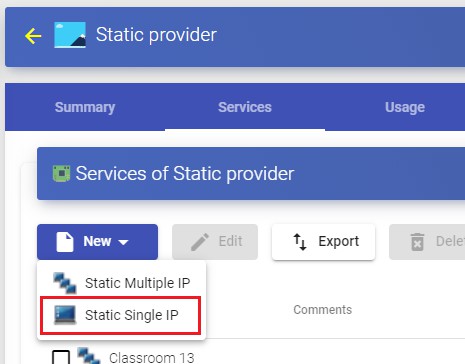 Static provider
Summary Services Usage
Services of Static provider
New Edit Export
Static Multiple IP
Static Single IP
Comments
Classroom 13